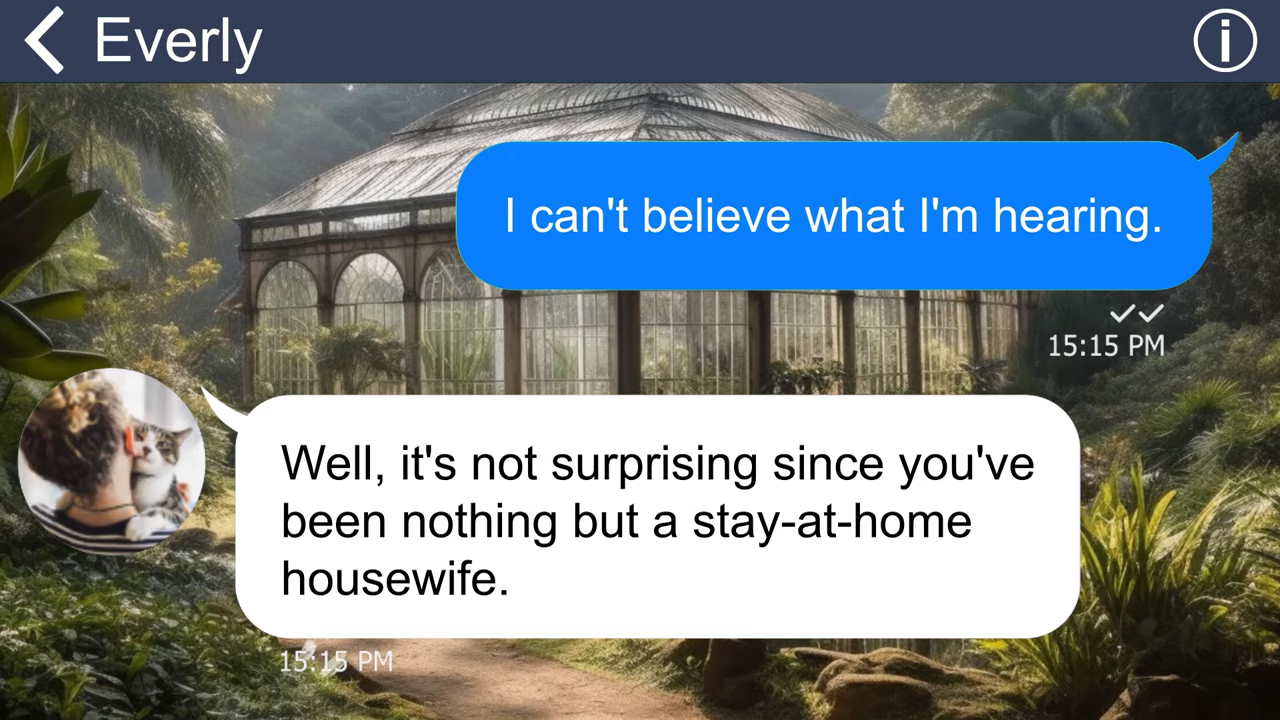 Everly
I can't believe what I'm hearing.
15:15 PM
Well, it's not surprising since you've
been nothing but a stay-at-home
housewife.
15:15 PM